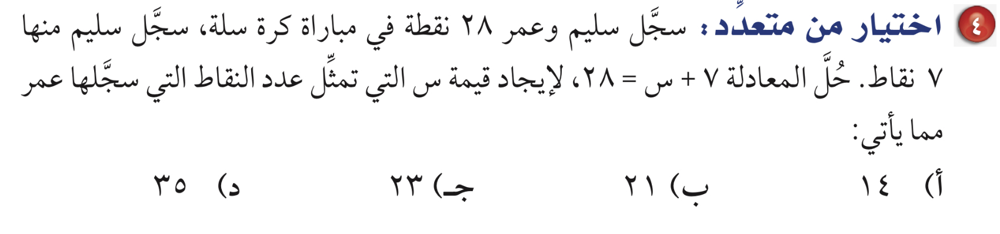 ٤ اختيار من متعدِّد: سجَّل سليم وعمر ٢٨ نقطة في مباراة كرة سلة، سجَّل سليم منها
٧ نقاط. حُلَّ المعادلة ٧ + س = ٢٨، لإيجاد قيمة س التي تمثِّل عدد النقاط التي سجَّلها عمر
مما يأتي:
أ) ١٤ ب) ٢١ جـ) ٢٣ د) ٣٥